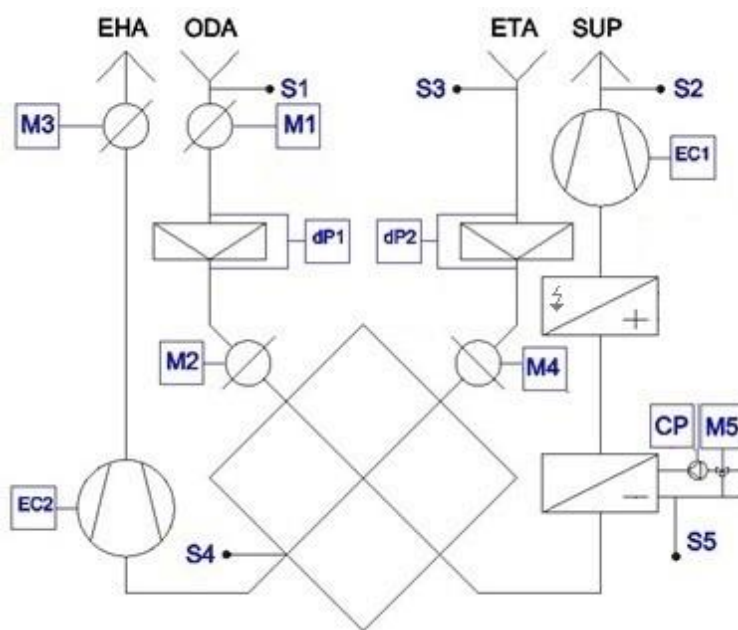 EHA ODA ETA SUP
S1 S3 S2
M3 M1 EC1
dP1 dP2
+
M2 M4
CP M5
−
EC2 S4 S5